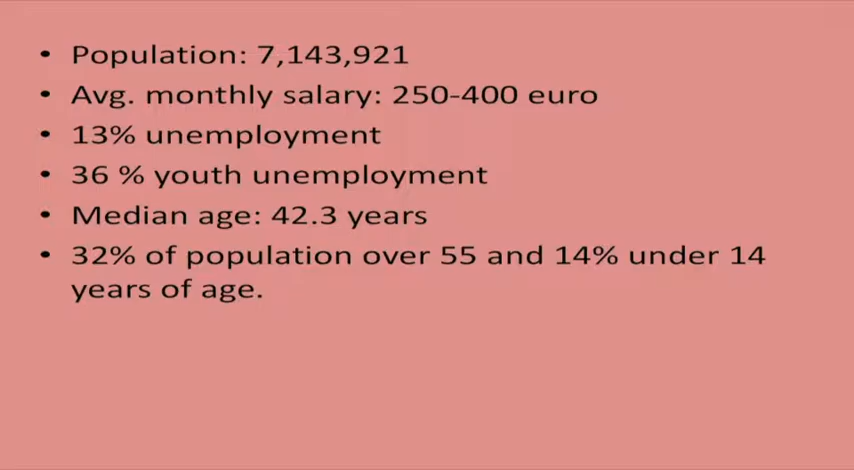 • Population: 7,143,921
• Avg. monthly salary: 250-400 euro
• 13% unemployment
• 36 % youth unemployment
• Median age: 42.3 years
• 32% of population over 55 and 14% under 14
years of age.